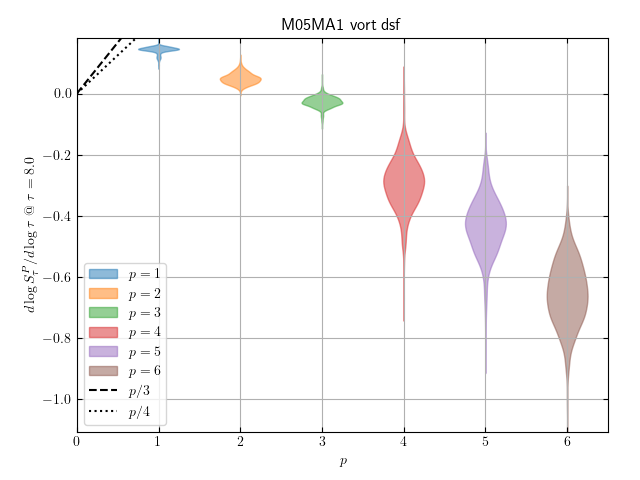 M05MA1 vort dsf
d log S_τ^P / d log τ @ τ = 8.0
0.0
−0.2
−0.4
−0.6
−0.8
−1.0
p = 1
p = 2
p = 3
p = 4
p = 5
p = 6
p/3
p/4
0 1 2 3 4 5 6
p